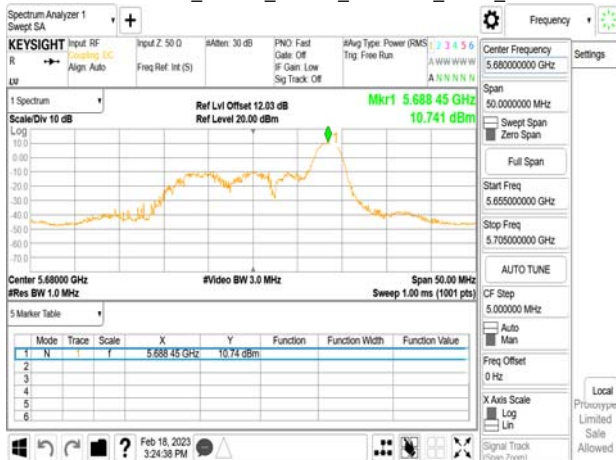 Spectrum Analyzer 1
Swept SA
+
Frequency
KEYSIGHT
R
Input: RF
Coupling: DC
Align: Auto
Input Z: 50 Ω
Freq Ref: Int (S)
#Atten: 30 dB
PNO: Fast
Gate: Off
IF Gain: Low
Sig Track: Off
#Avg Type: Power (RMS
Trig: Free Run
1 2 3 4 5 6
A W W W W W
A N N N N N
1 Spectrum
Scale/Div 10 dB
Ref Lvl Offset 12.03 dB
Ref Level 20.00 dBm
Mkr1 5.688 45 GHz
10.741 dBm
Log
10.0
0.00
-10.0
-20.0
-30.0
-40.0
-50.0
-60.0
-70.0
1
Center 5.68000 GHz
#Video BW 3.0 MHz
Span 50.00 MHz
#Res BW 1.0 MHz
Sweep 1.00 ms (1001 pts)
5 Marker Table
Mode Trace Scale X Y Function Function Width Function Value
1 N 1 f 5.688 45 GHz 10.74 dBm
2
3
4
5
6
Feb 18, 2023
3:24:38 PM
Center Frequency
5.680000000 GHz
Span
50.0000000 MHz
Swept Span
Zero Span
Full Span
Start Freq
5.655000000 GHz
Stop Freq
5.705000000 GHz
AUTO TUNE
CF Step
5.000000 MHz
Auto
Man
Freq Offset
0 Hz
X Axis Scale
Log
Lin
Signal Track
(Span Zoom)
Settings
Local
Prototype
Limited
Sale
Allowed